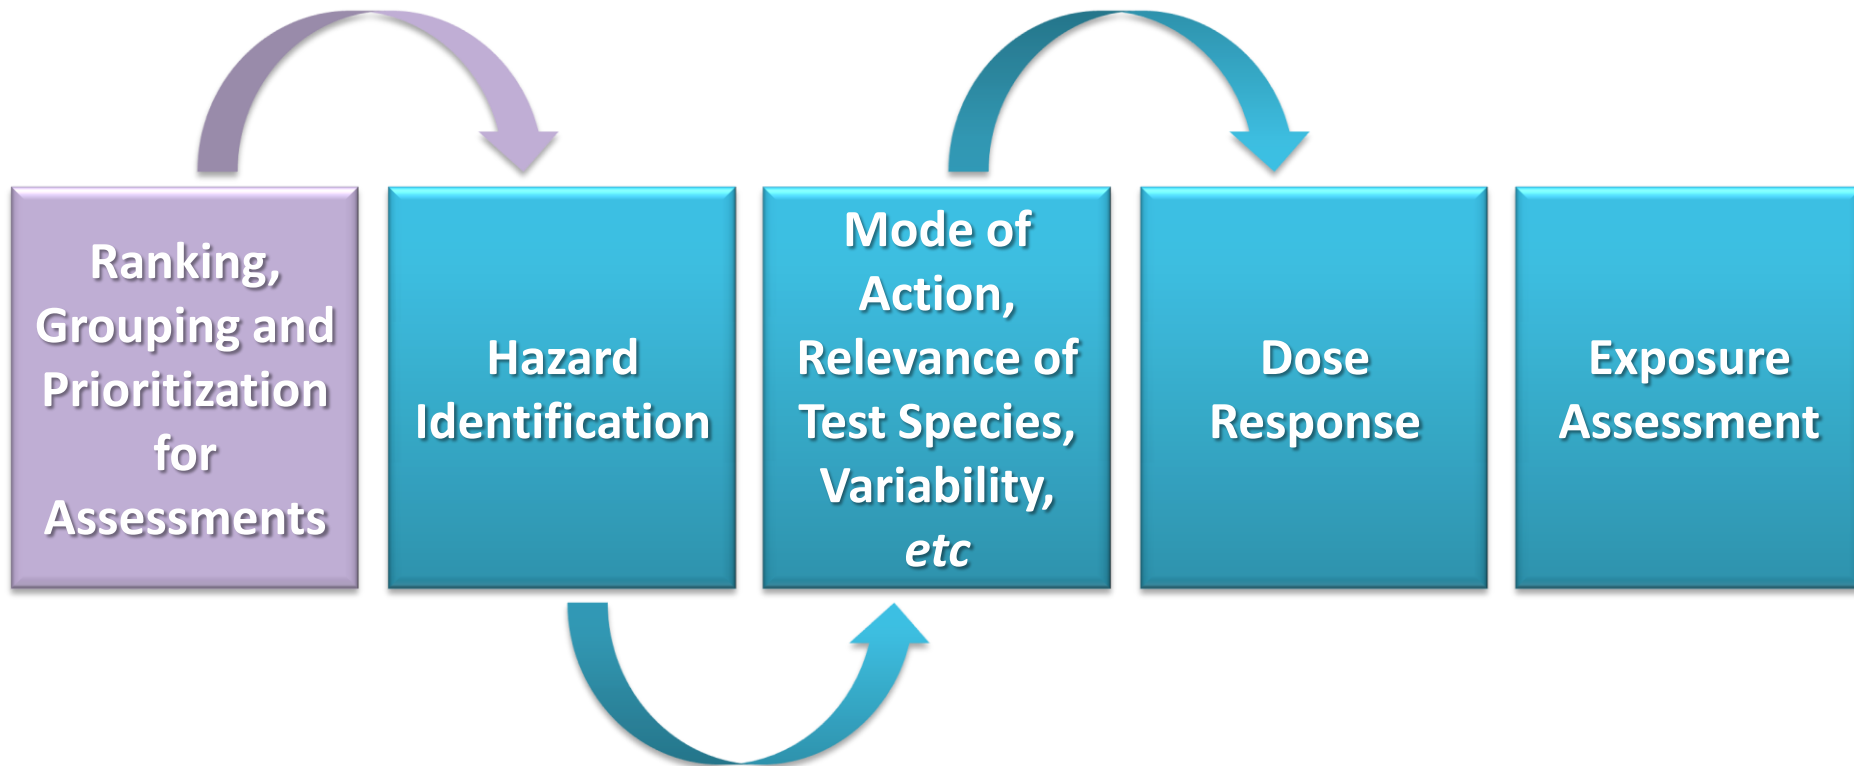 Ranking,
Grouping and
Prioritization
for
Assessments
Hazard
Identification
Mode of
Action,
Relevance of
Test Species,
Variability,
etc
Dose
Response
Exposure
Assessment